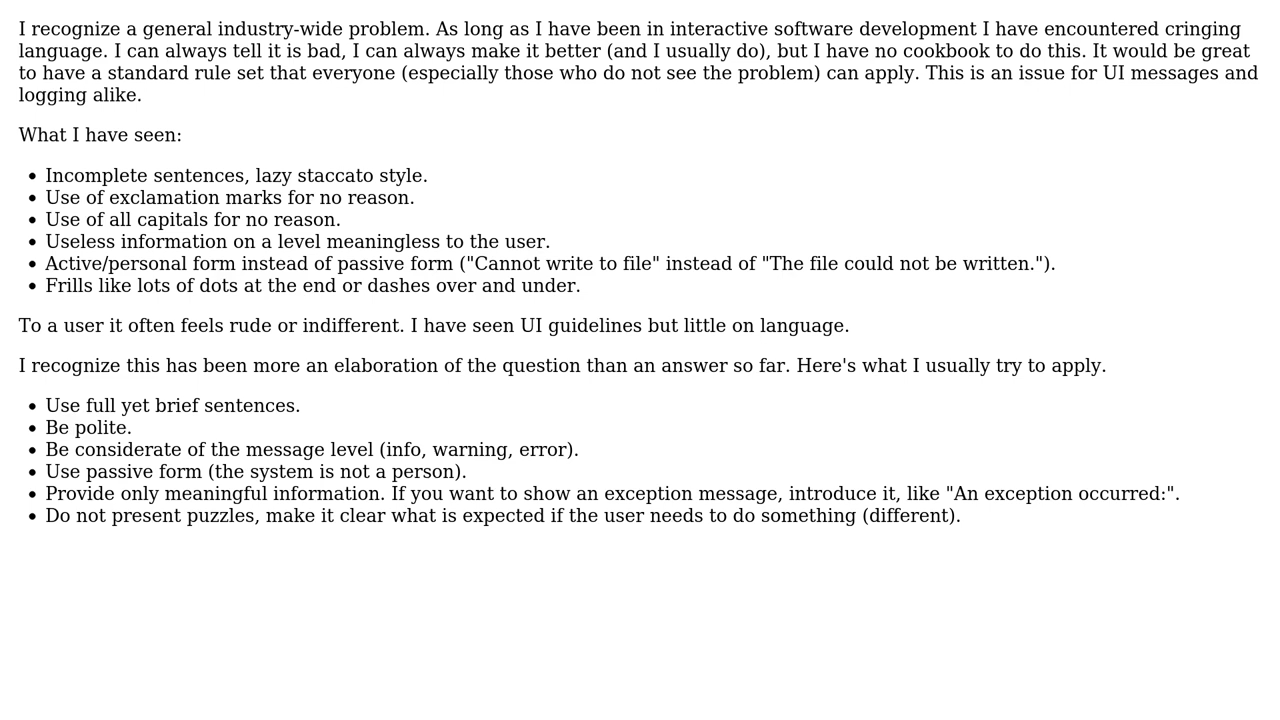 I recognize a general industry-wide problem. As long as I have been in interactive software development I have encountered cringing
language. I can always tell it is bad, I can always make it better (and I usually do), but I have no cookbook to do this. It would be great
to have a standard rule set that everyone (especially those who do not see the problem) can apply. This is an issue for UI messages and
logging alike.
What I have seen:
• Incomplete sentences, lazy staccato style.
• Use of exclamation marks for no reason.
• Use of all capitals for no reason.
• Useless information on a level meaningless to the user.
• Active/personal form instead of passive form ("Cannot write to file" instead of "The file could not be written.").
• Frills like lots of dots at the end or dashes over and under.
To a user it often feels rude or indifferent. I have seen UI guidelines but little on language.
I recognize this has been more an elaboration of the question than an answer so far. Here's what I usually try to apply.
• Use full yet brief sentences.
• Be polite.
• Be considerate of the message level (info, warning, error).
• Use passive form (the system is not a person).
• Provide only meaningful information. If you want to show an exception message, introduce it, like "An exception occurred:".
• Do not present puzzles, make it clear what is expected if the user needs to do something (different).